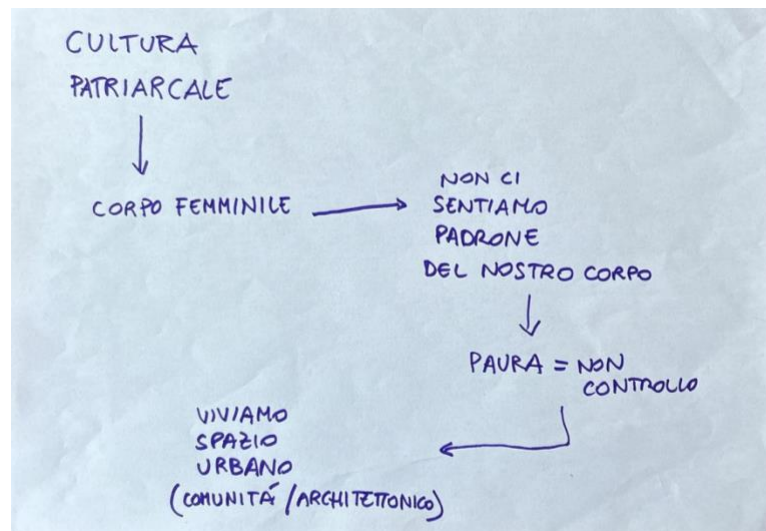 CULTURA
PATRIARCALE
CORPO FEMMINILE
NON CI
SENTIAMO
PADRONE
DEL NOSTRO CORPO
PAURA = NON
CONTROLLO
VIVIAMO
SPAZIO
URBANO
(COMUNITÁ/ARCHITETTONICO)